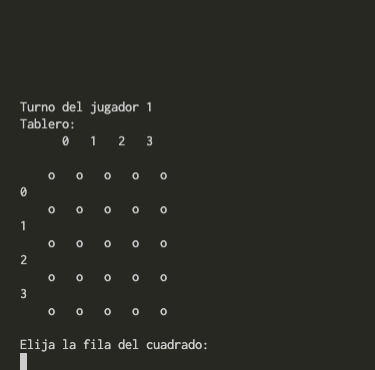 Turno del jugador 1
Tablero:
0 1 2 3
o o o o o
0
o o o o o
1
o o o o o
2
o o o o o
3
o o o o o
Elija la fila del cuadrado: